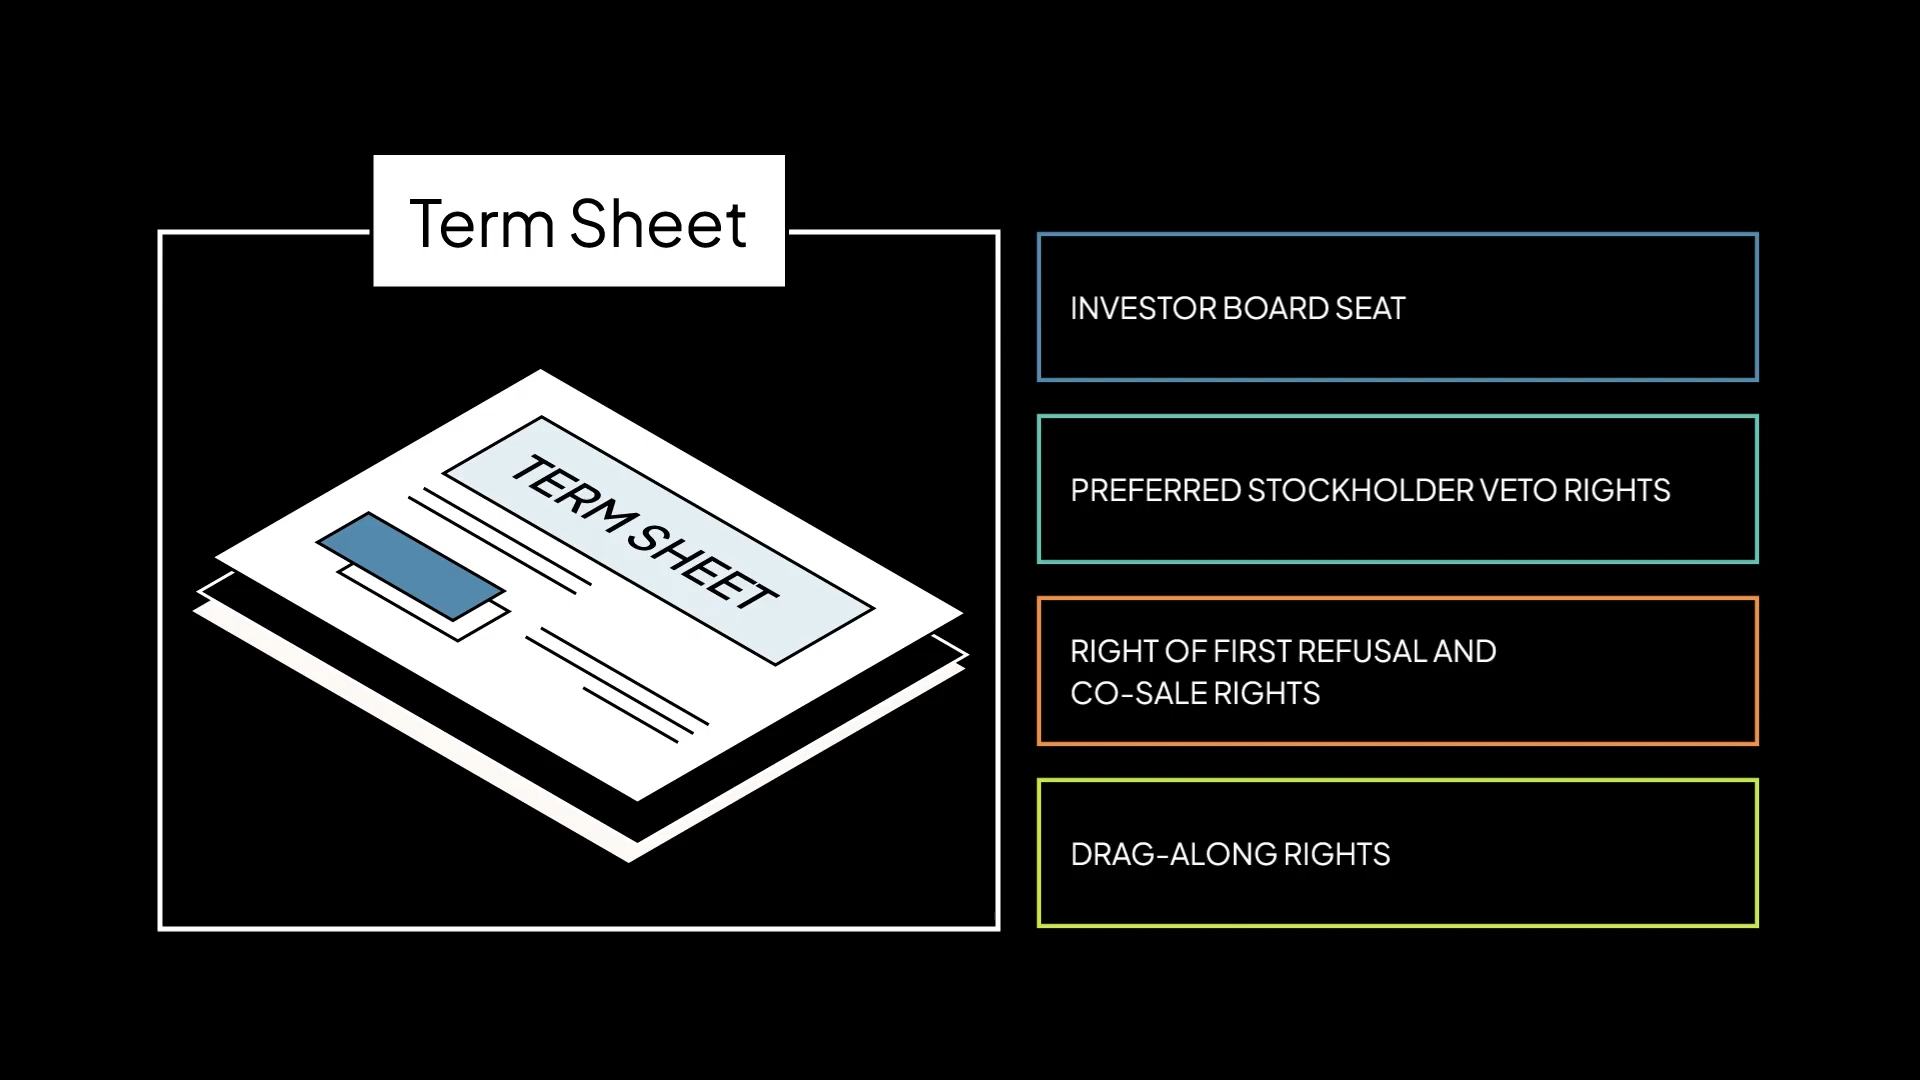 Term Sheet
TERM SHEET
INVESTOR BOARD SEAT
PREFERRED STOCKHOLDER VETO RIGHTS
RIGHT OF FIRST REFUSAL AND
CO-SALE RIGHTS
DRAG-ALONG RIGHTS